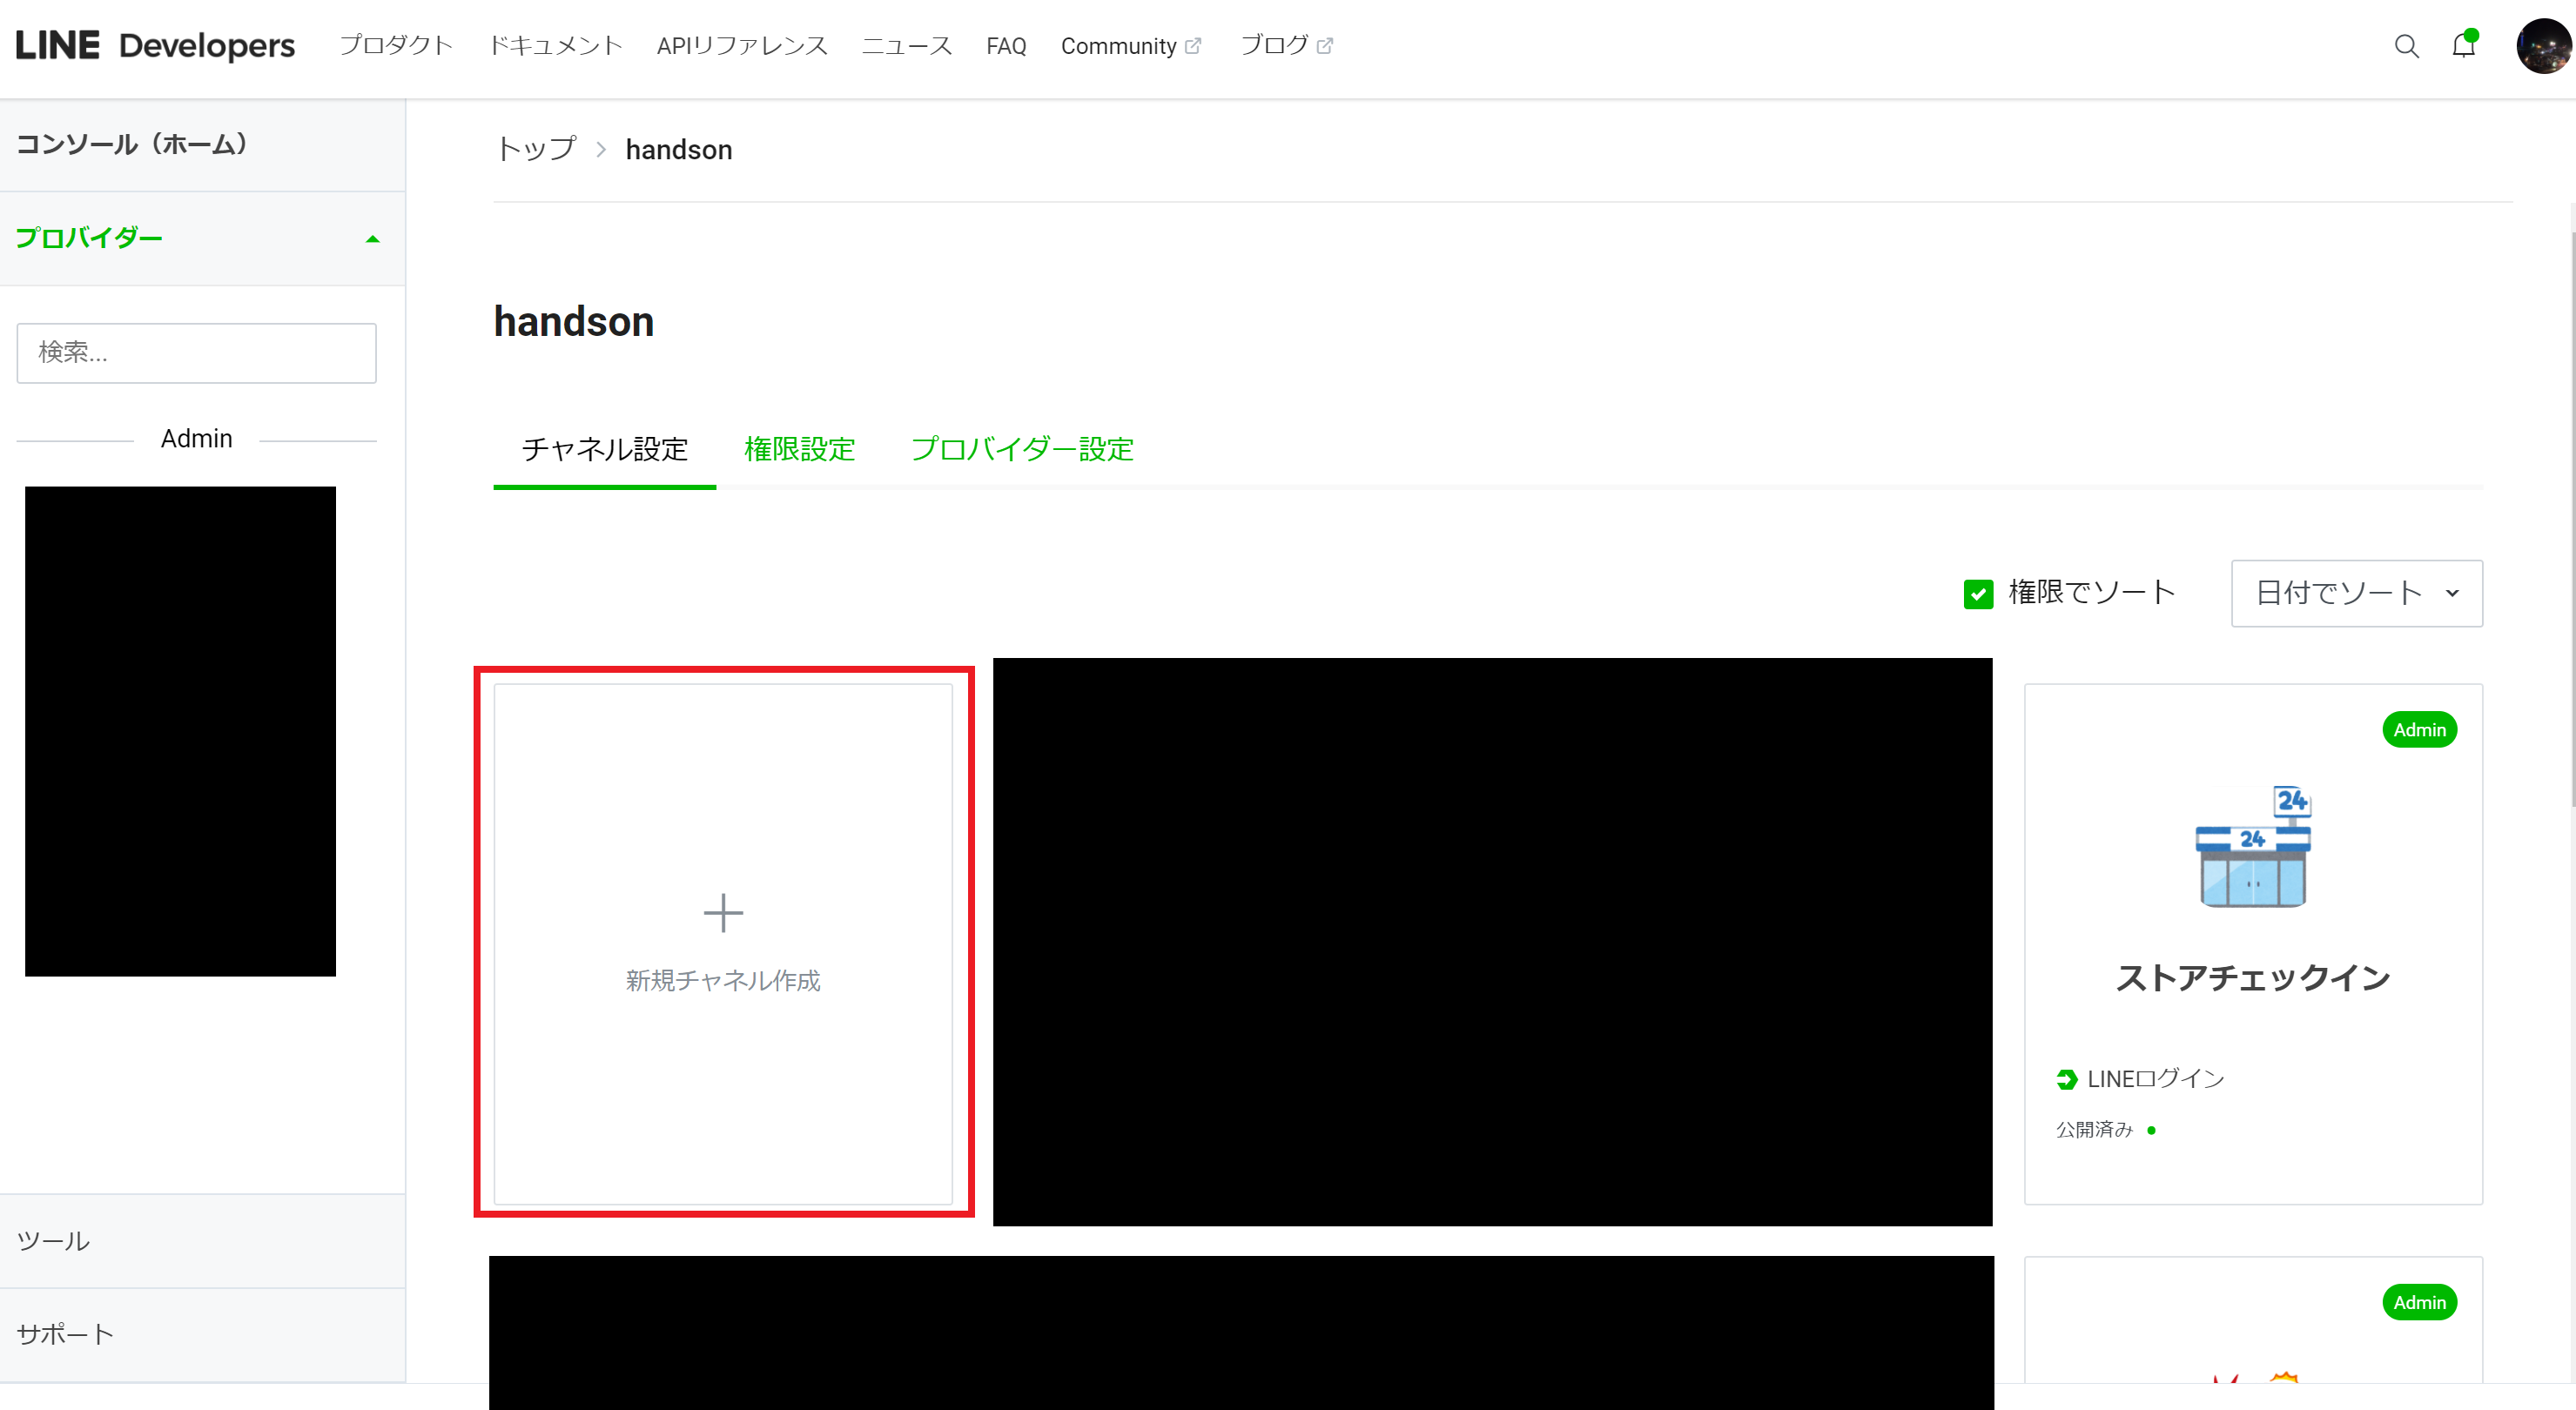 LINE Developers
プロダクト
ドキュメント
APIリファレンス
ニュース
FAQ
Community
ブログ
コンソール（ホーム）
プロバイダー
検索...
Admin
ツール
サポート
トップ > handson
handson
チャネル設定
権限設定
プロバイダー設定
権限でソート
日付でソート
新規チャネル作成
Admin
24
24
ストアチェックイン
LINEログイン
公開済み
Admin